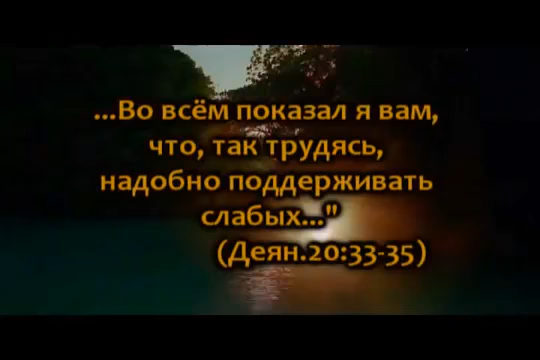 ...Во всём показал я вам,
что, так трудясь,
надобно поддерживать
слабых..."
(Деян.20:33-35)